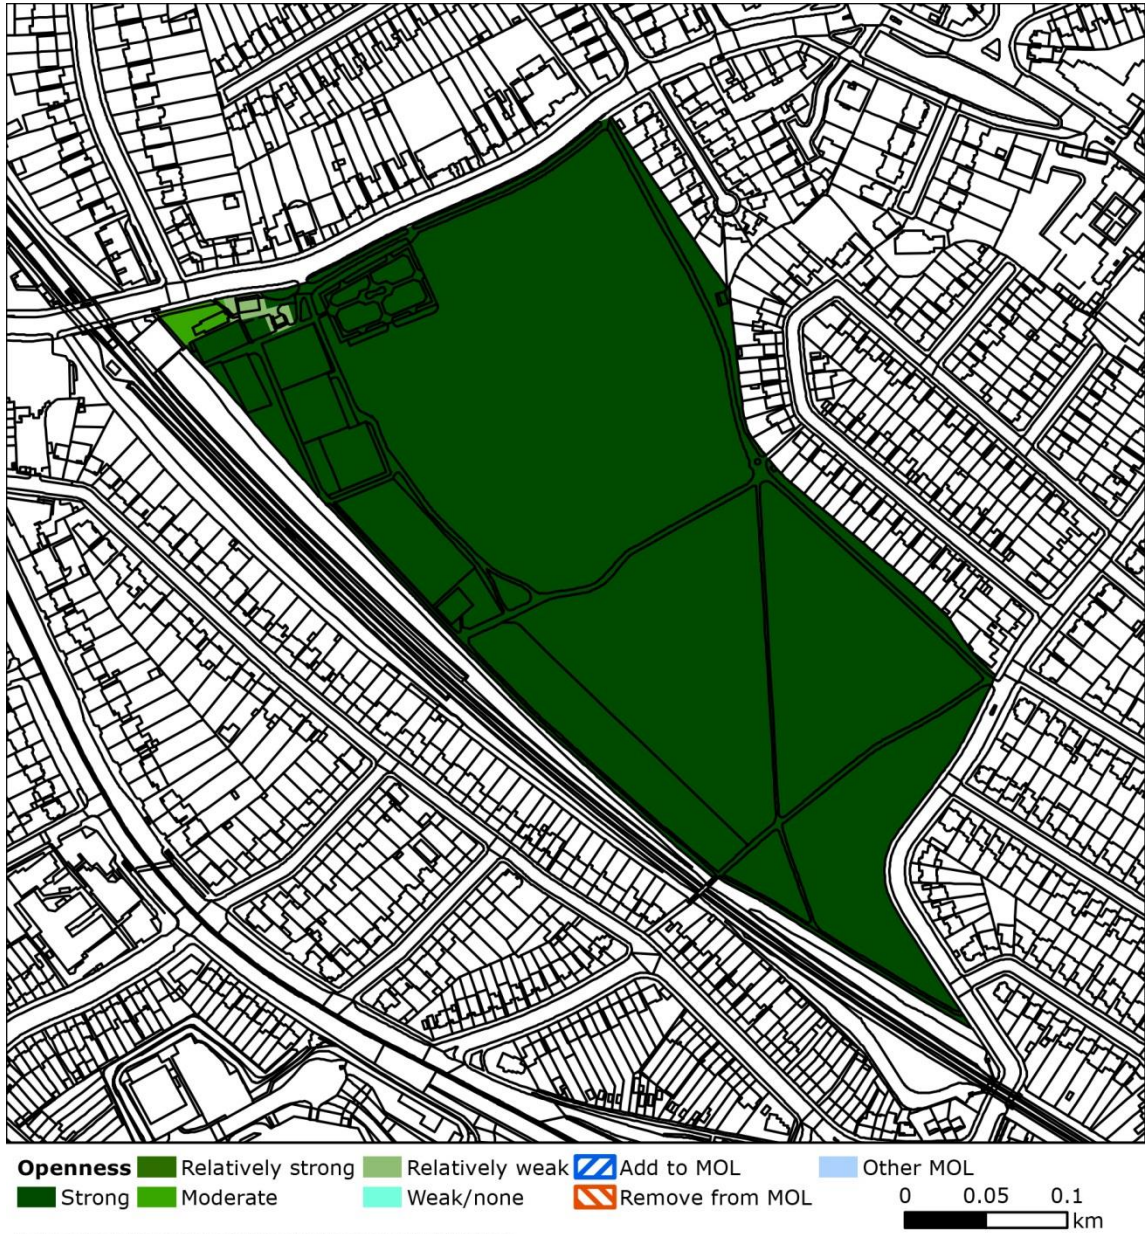 Openness Relatively strong Relatively weak Add to MOL Other MOL
Strong Moderate Weak/none Remove from MOL 0 0.05 0.1
km